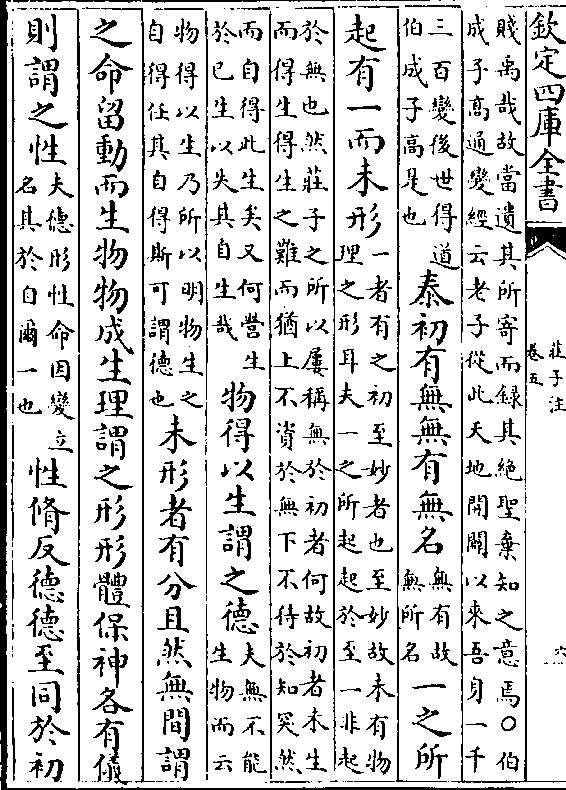 欽定四庫全書
莊子注
卷五
六
賤禹哉故當遺其所寄而錄其絕聖棄知之意焉○伯
成子高通變經云老子從此天地開闢以來吾身一千
三百變後世得道
伯成子高是也
泰初有無無有無名
無有故
無所名
一之所
起有一而未形
一者有之初至妙者也至妙故未有物
理之形耳夫一之所起起於至一非起
於無也然莊子之所以屢稱無於初者何故初者未生
而得生得生之難而猶上不資於無下不待於知突然
而自得此生矣又何營生
於已生以失其自生哉
物得以生謂之德
夫無不能
生物而云
物得以生乃所以明物生之
自得任其自得斯可謂德也
未形者有分且然無間謂
之命留動而生物物成生理謂之形形體保神各有儀
則謂之性
夫德形性命因變立
名其於自爾一也
性脩反德德至同於初